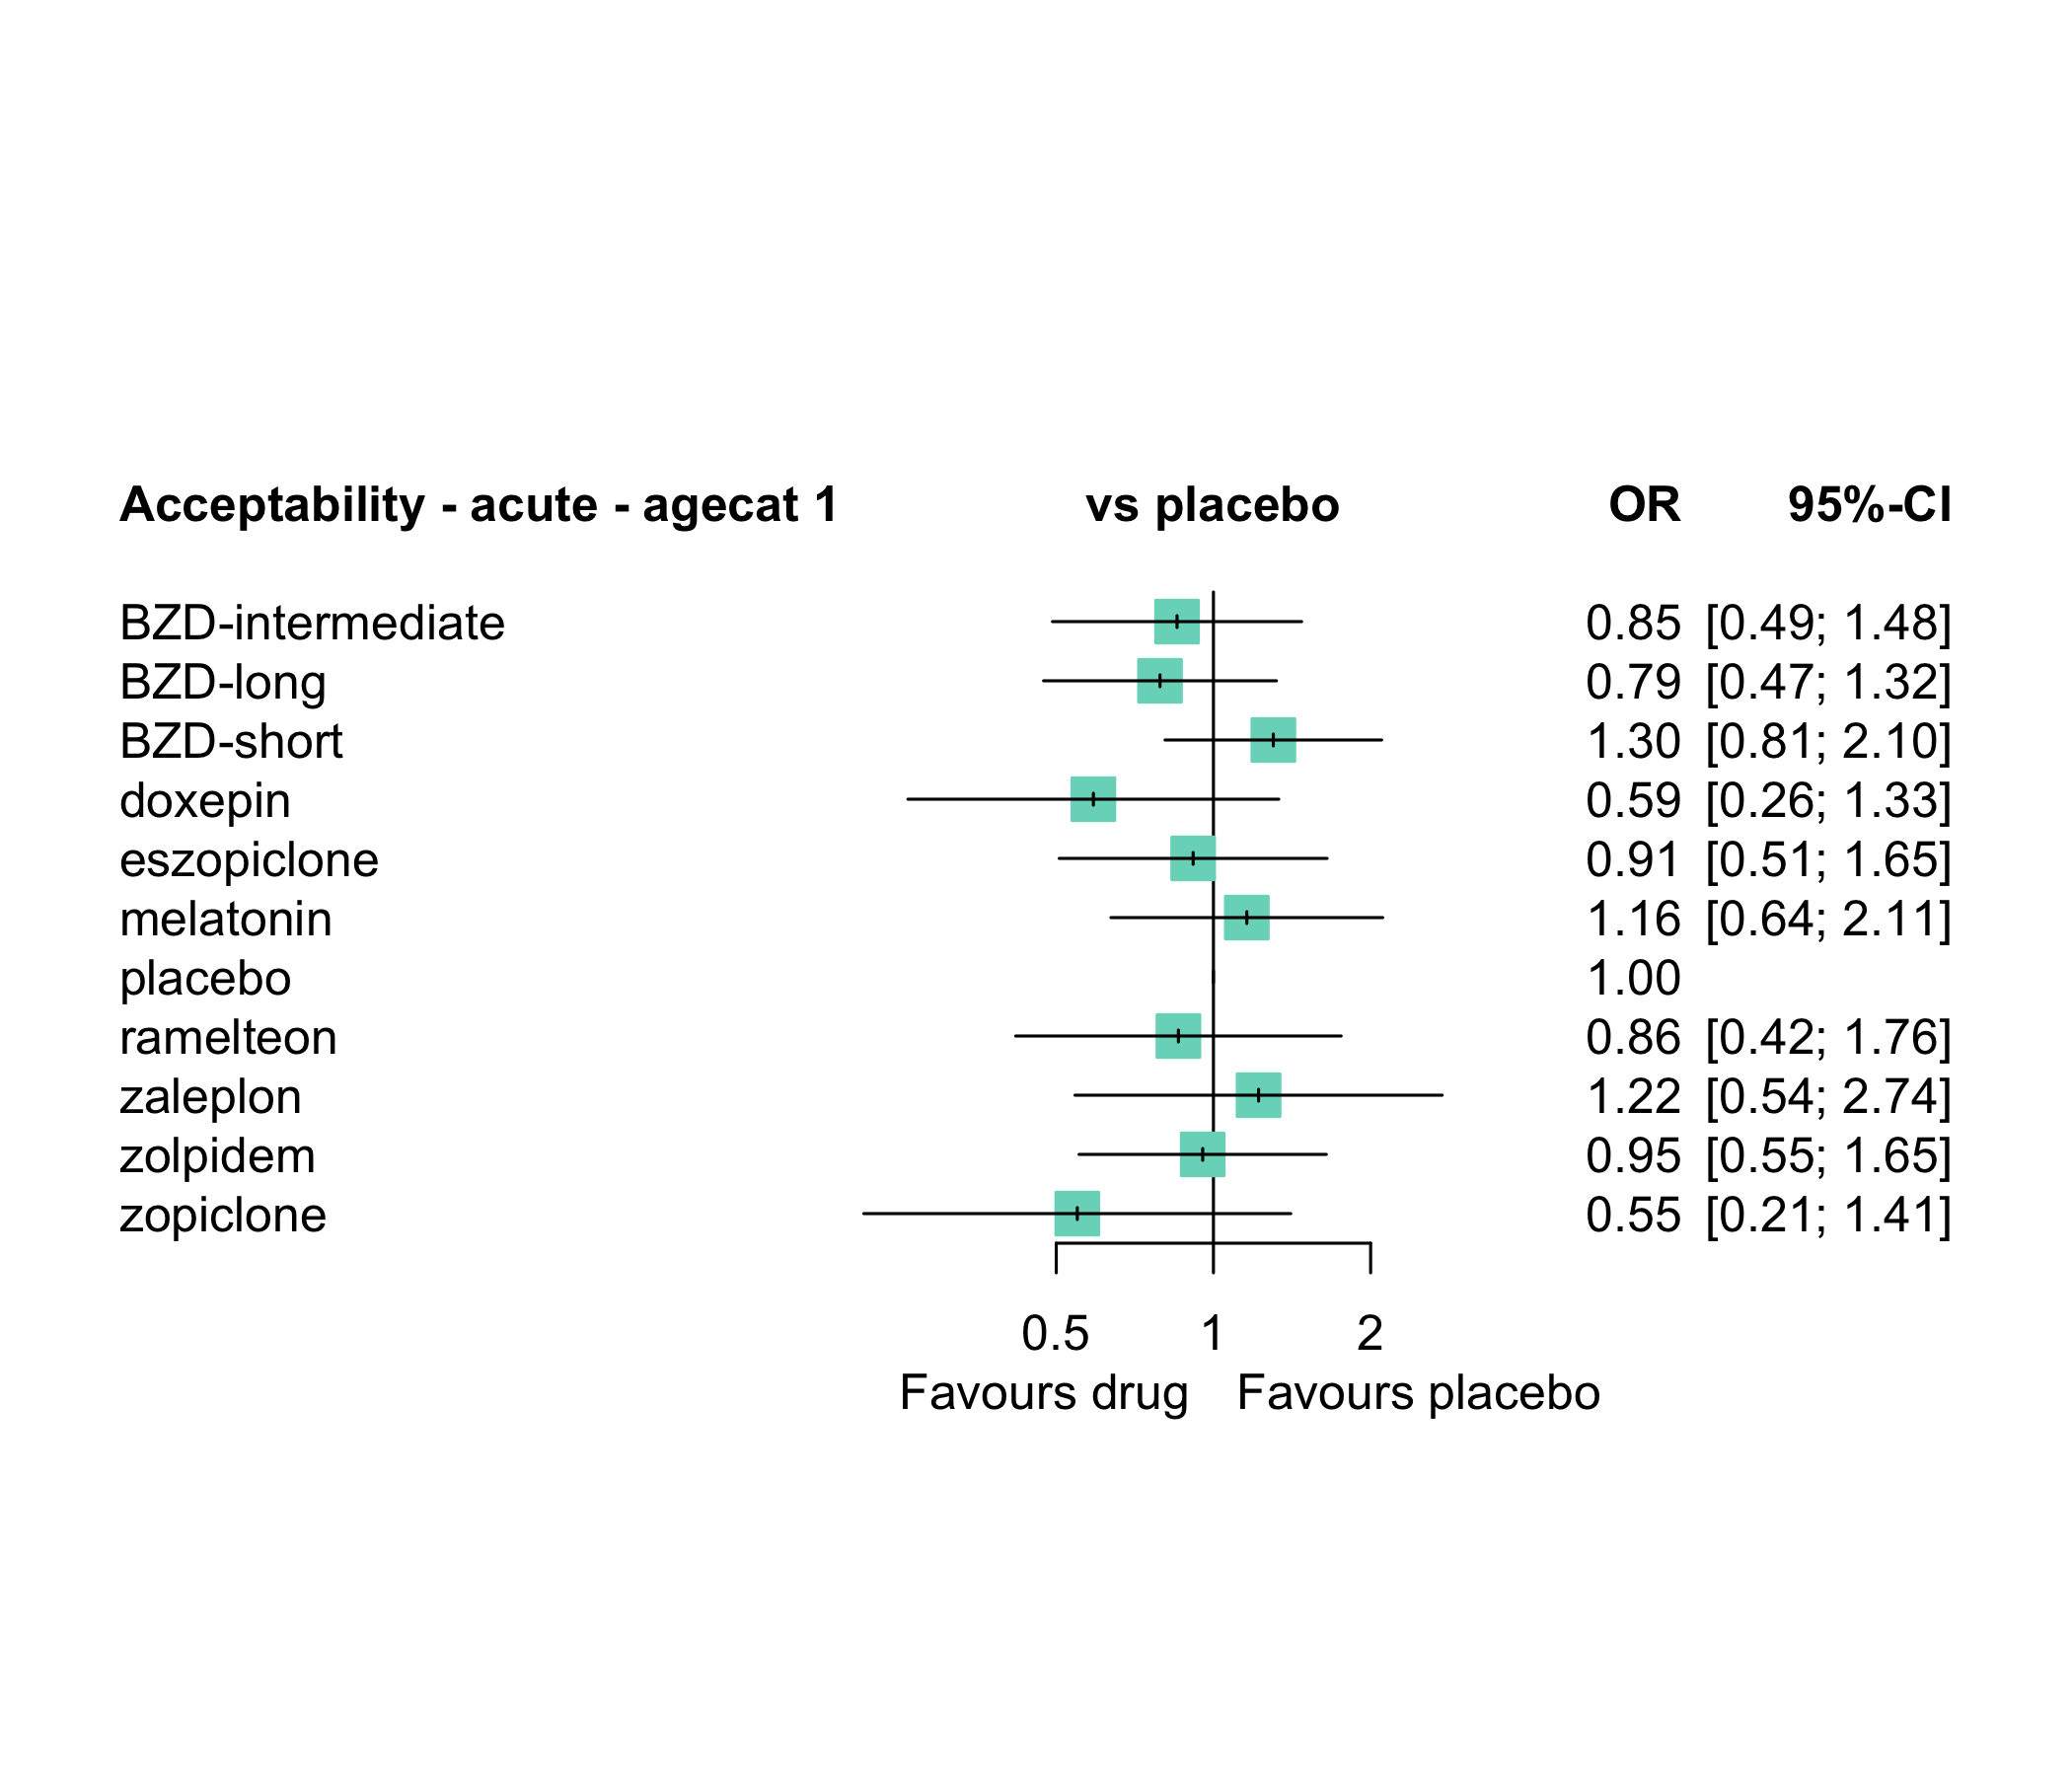 Acceptability - acute - agecat 1 vs placebo OR 95%-CI
BZD-intermediate 0.85 [0.49; 1.48]
BZD-long 0.79 [0.47; 1.32]
BZD-short 1.30 [0.81; 2.10]
doxepin 0.59 [0.26; 1.33]
eszopiclone 0.91 [0.51; 1.65]
melatonin 1.16 [0.64; 2.11]
placebo 1.00
ramelteon 0.86 [0.42; 1.76]
zaleplon 1.22 [0.54; 2.74]
zolpidem 0.95 [0.55; 1.65]
zopiclone 0.55 [0.21; 1.41]
0.5 1 2
Favours drug Favours placebo